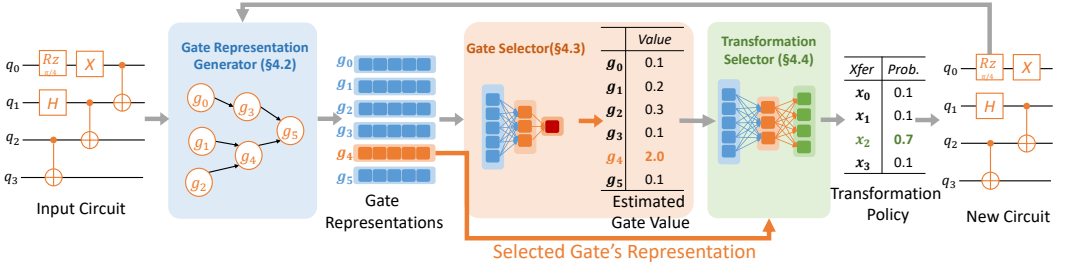 q0 Rz π/4 X
q1 H
q2
q3
Input Circuit
Gate Representation
Generator (§4.2)
g0
g3
g1
g5
g4
g2
g0
g1
g2
g3
g4
g5
Gate
Representations
Gate Selector(§4.3)
Value
g0 0.1
g1 0.2
g2 0.3
g3 0.1
g4 2.0
g5 0.1
Estimated
Gate Value
Transformation
Selector (§4.4)
Selected Gate's Representation
Xfer Prob.
x0 0.1
x1 0.1
x2 0.7
x3 0.1
Transformation
Policy
q0 Rz π/4 X
q1 H
q2
q3
New Circuit